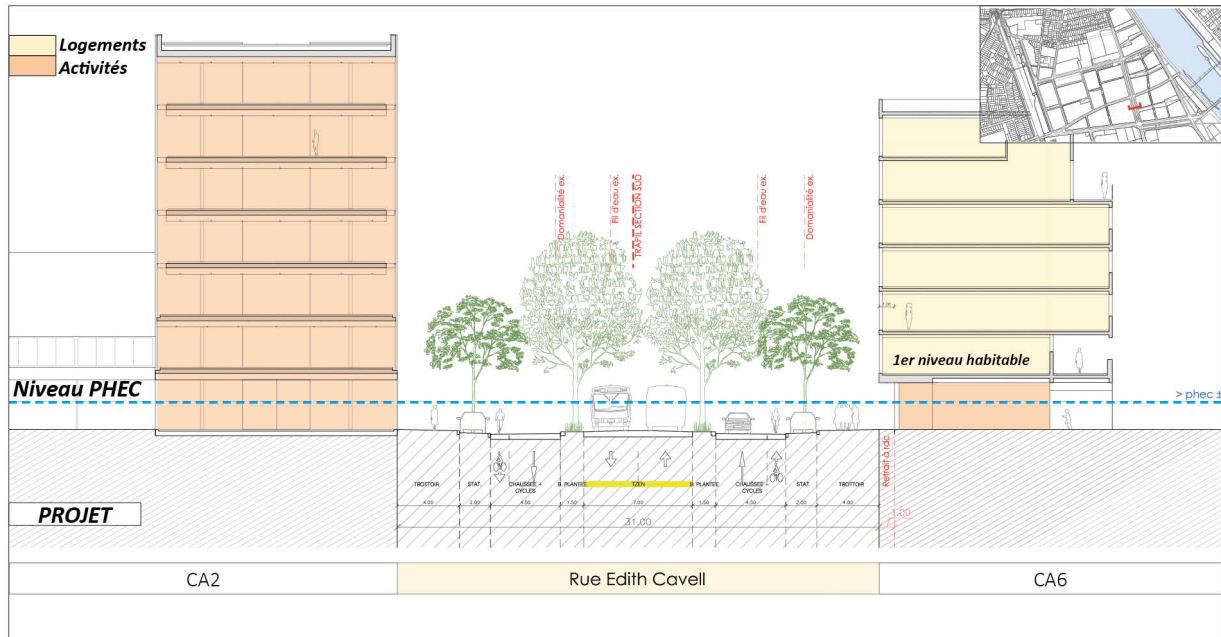 Logements
Activités
Domanialité ex.
Fil d'eau ex.
TRAPIL SECTION SUD
Fil d'eau ex.
Domanialité ex.
1er niveau habitable
Niveau PHEC
> phec ±
TROTTOIR
STAT.
CHAUSSEE +
CYCLES
B. PLANTEE
TZEN
B. PLANTEE
CHAUSSEE +
CYCLES
STAT.
TROTTOIR
4.00
2.00
4.50
1.50
7.00
1.50
4.50
2.00
4.00
31.00
Retrait à rdc
1.00
PROJET
CA2
Rue Edith Cavell
CA6